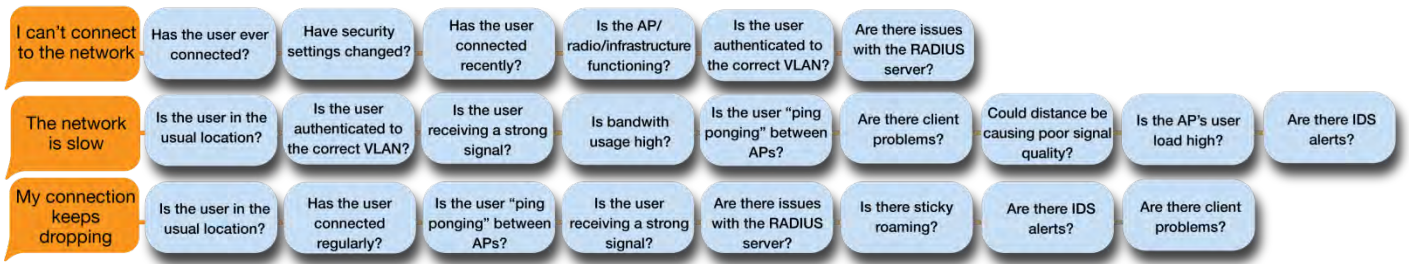 I can't connect
to the network
Has the user ever
connected?
Have security
settings changed?
Has the user
connected
recently?
Is the AP/
radio/infrastructure
functioning?
Is the user
authenticated to
the correct VLAN?
Are there issues
with the RADIUS
server?
The network
is slow
Is the user in the
usual location?
Is the user
authenticated to
the correct VLAN?
Is the user
receiving a strong
signal?
Is bandwith
usage high?
Is the user “ping
ponging” between
APs?
Are there client
problems?
Could distance be
causing poor signal
quality?
Is the AP's user
load high?
Are there IDS
alerts?
My connection
keeps
dropping
Is the user in the
usual location?
Has the user
connected
regularly?
Is the user “ping
ponging” between
APs?
Is the user
receiving a strong
signal?
Are there issues
with the RADIUS
server?
Is there sticky
roaming?
Are there IDS
alerts?
Are there client
problems?